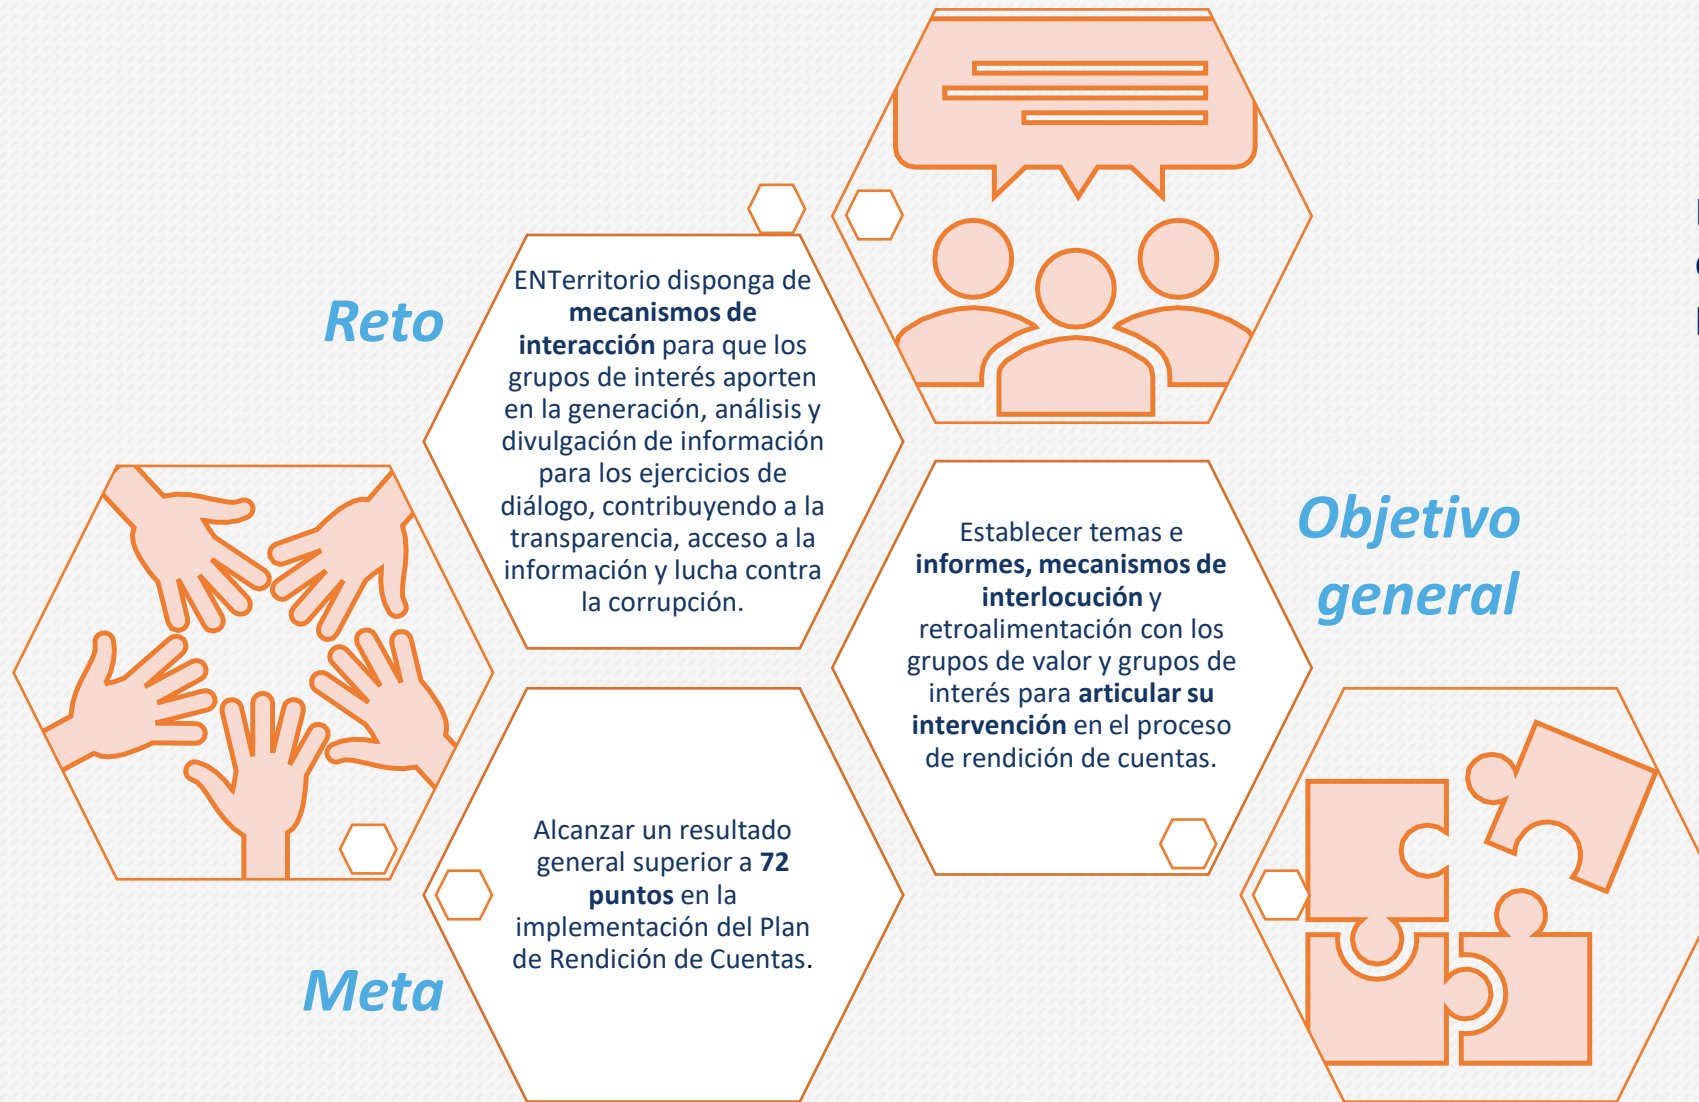 Reto
ENTerritorio disponga de
mecanismos de
interacción para que los
grupos de interés aporten
en la generación, análisis y
divulgación de información
para los ejercicios de
diálogo, contribuyendo a la
transparencia, acceso a la
información y lucha contra
la corrupción.
Objetivo
general
Establecer temas e
informes, mecanismos de
interlocución y
retroalimentación con los
grupos de valor y grupos de
interés para articular su
intervención en el proceso
de rendición de cuentas.
Meta
Alcanzar un resultado
general superior a 72
puntos en la
implementación del Plan
de Rendición de Cuentas.